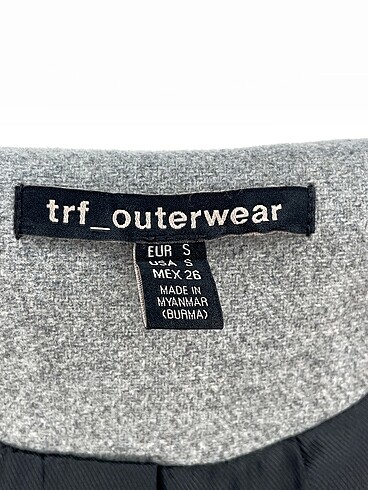 trf_outerwear
EUR S
USA S
MEX 26
MADE IN
MYANMAR
(BURMA)